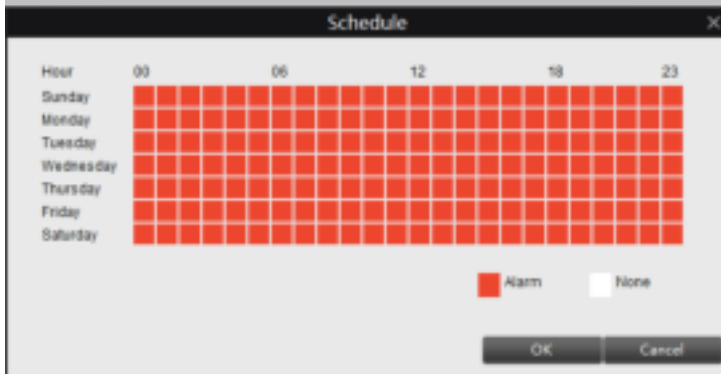 Schedule
Hour 00 06 12 18 23
Sunday
Monday
Tuesday
Wednesday
Thursday
Friday
Saturday
Alarm None
OK Cancel